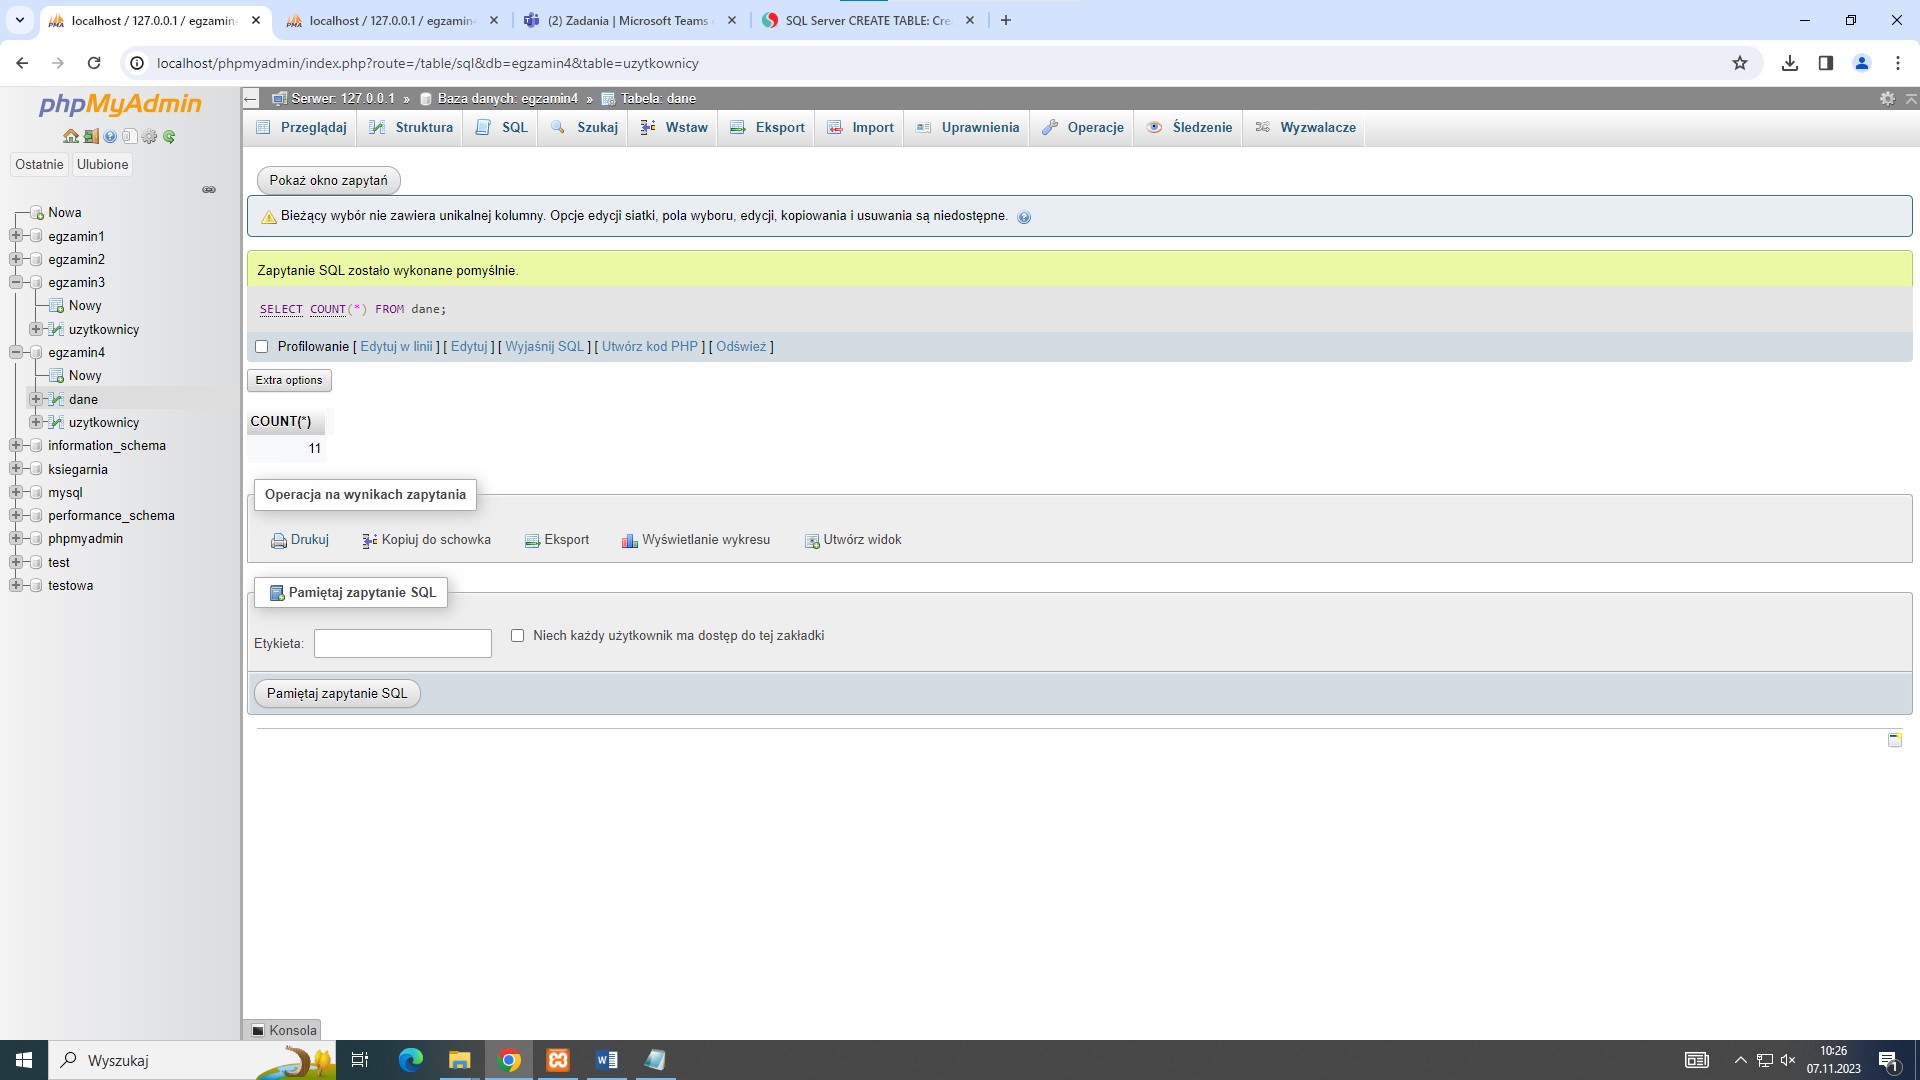 localhost / 127.0.0.1 / egzamin4
localhost / 127.0.0.1 / egzamin4
(2) Zadania | Microsoft Teams
SQL Server CREATE TABLE: Cre
localhost/phpmyadmin/index.php?route=/table/sql&db=egzamin4&table=uzytkownicy
phpMyAdmin
Ostatnie
Ulubione
Nowa
egzamin1
egzamin2
egzamin3
Nowy
uzytkownicy
egzamin4
Nowy
dane
uzytkownicy
information_schema
ksiegarnia
mysql
performance_schema
phpmyadmin
test
testowa
Serwer: 127.0.0.1 » Baza danych: egzamin4 » Tabela: dane
Przeglądaj
Struktura
SQL
Szukaj
Wstaw
Eksport
Import
Uprawnienia
Operacje
Śledzenie
Wyzwalacze
Pokaż okno zapytań
Bieżący wybór nie zawiera unikalnej kolumny. Opcje edycji siatki, pola wyboru, edycji, kopiowania i usuwania są niedostępne.
Zapytanie SQL zostało wykonane pomyślnie.
SELECT COUNT(*) FROM dane;
Profilowanie [ Edytuj w linii ] [ Edytuj ] [ Wyjaśnij SQL ] [ Utwórz kod PHP ] [ Odśwież ]
Extra options
COUNT(*)
11
Operacja na wynikach zapytania
Drukuj
Kopiuj do schowka
Eksport
Wyświetlanie wykresu
Utwórz widok
Pamiętaj zapytanie SQL
Etykieta:
Niech każdy użytkownik ma dostęp do tej zakładki
Pamiętaj zapytanie SQL
Konsola
Wyszukaj
10:26
07.11.2023
1